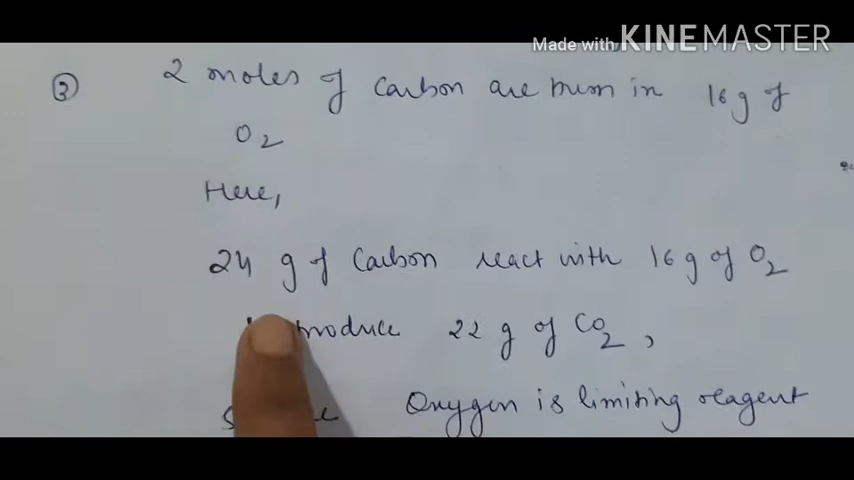 Made with KINEMASTER
③ 2 moles of Carbon are burn in 16 g of
O2
Here,
24 g of Carbon react with 16 g of O2
produce 22 g of CO2,
Oxygen is limiting reagent